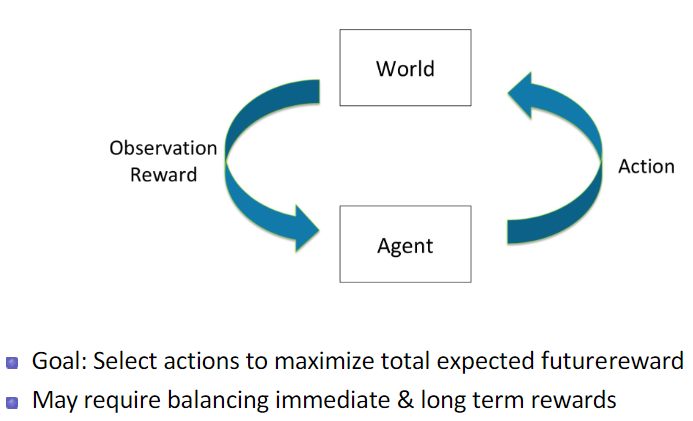 World
Observation
Reward
Action
Agent
Goal: Select actions to maximize total expected futurereward
May require balancing immediate & long term rewards